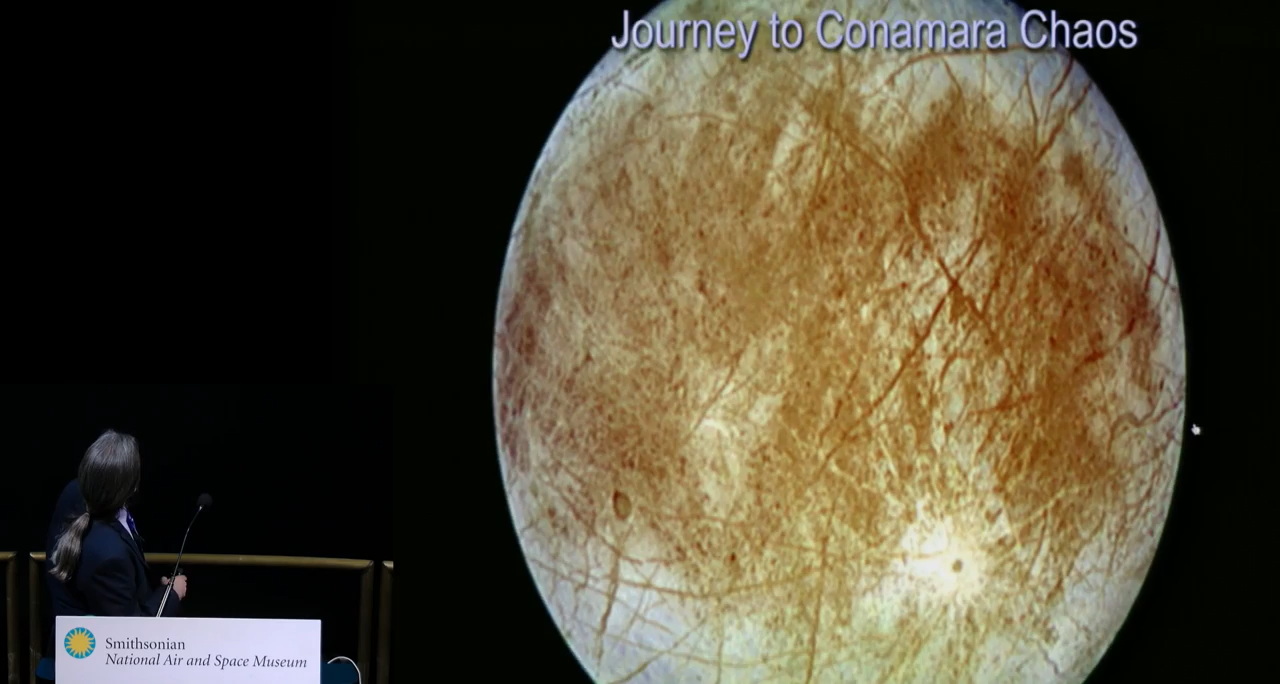 Journey to Conamara Chaos
Smithsonian
National Air and Space Museum